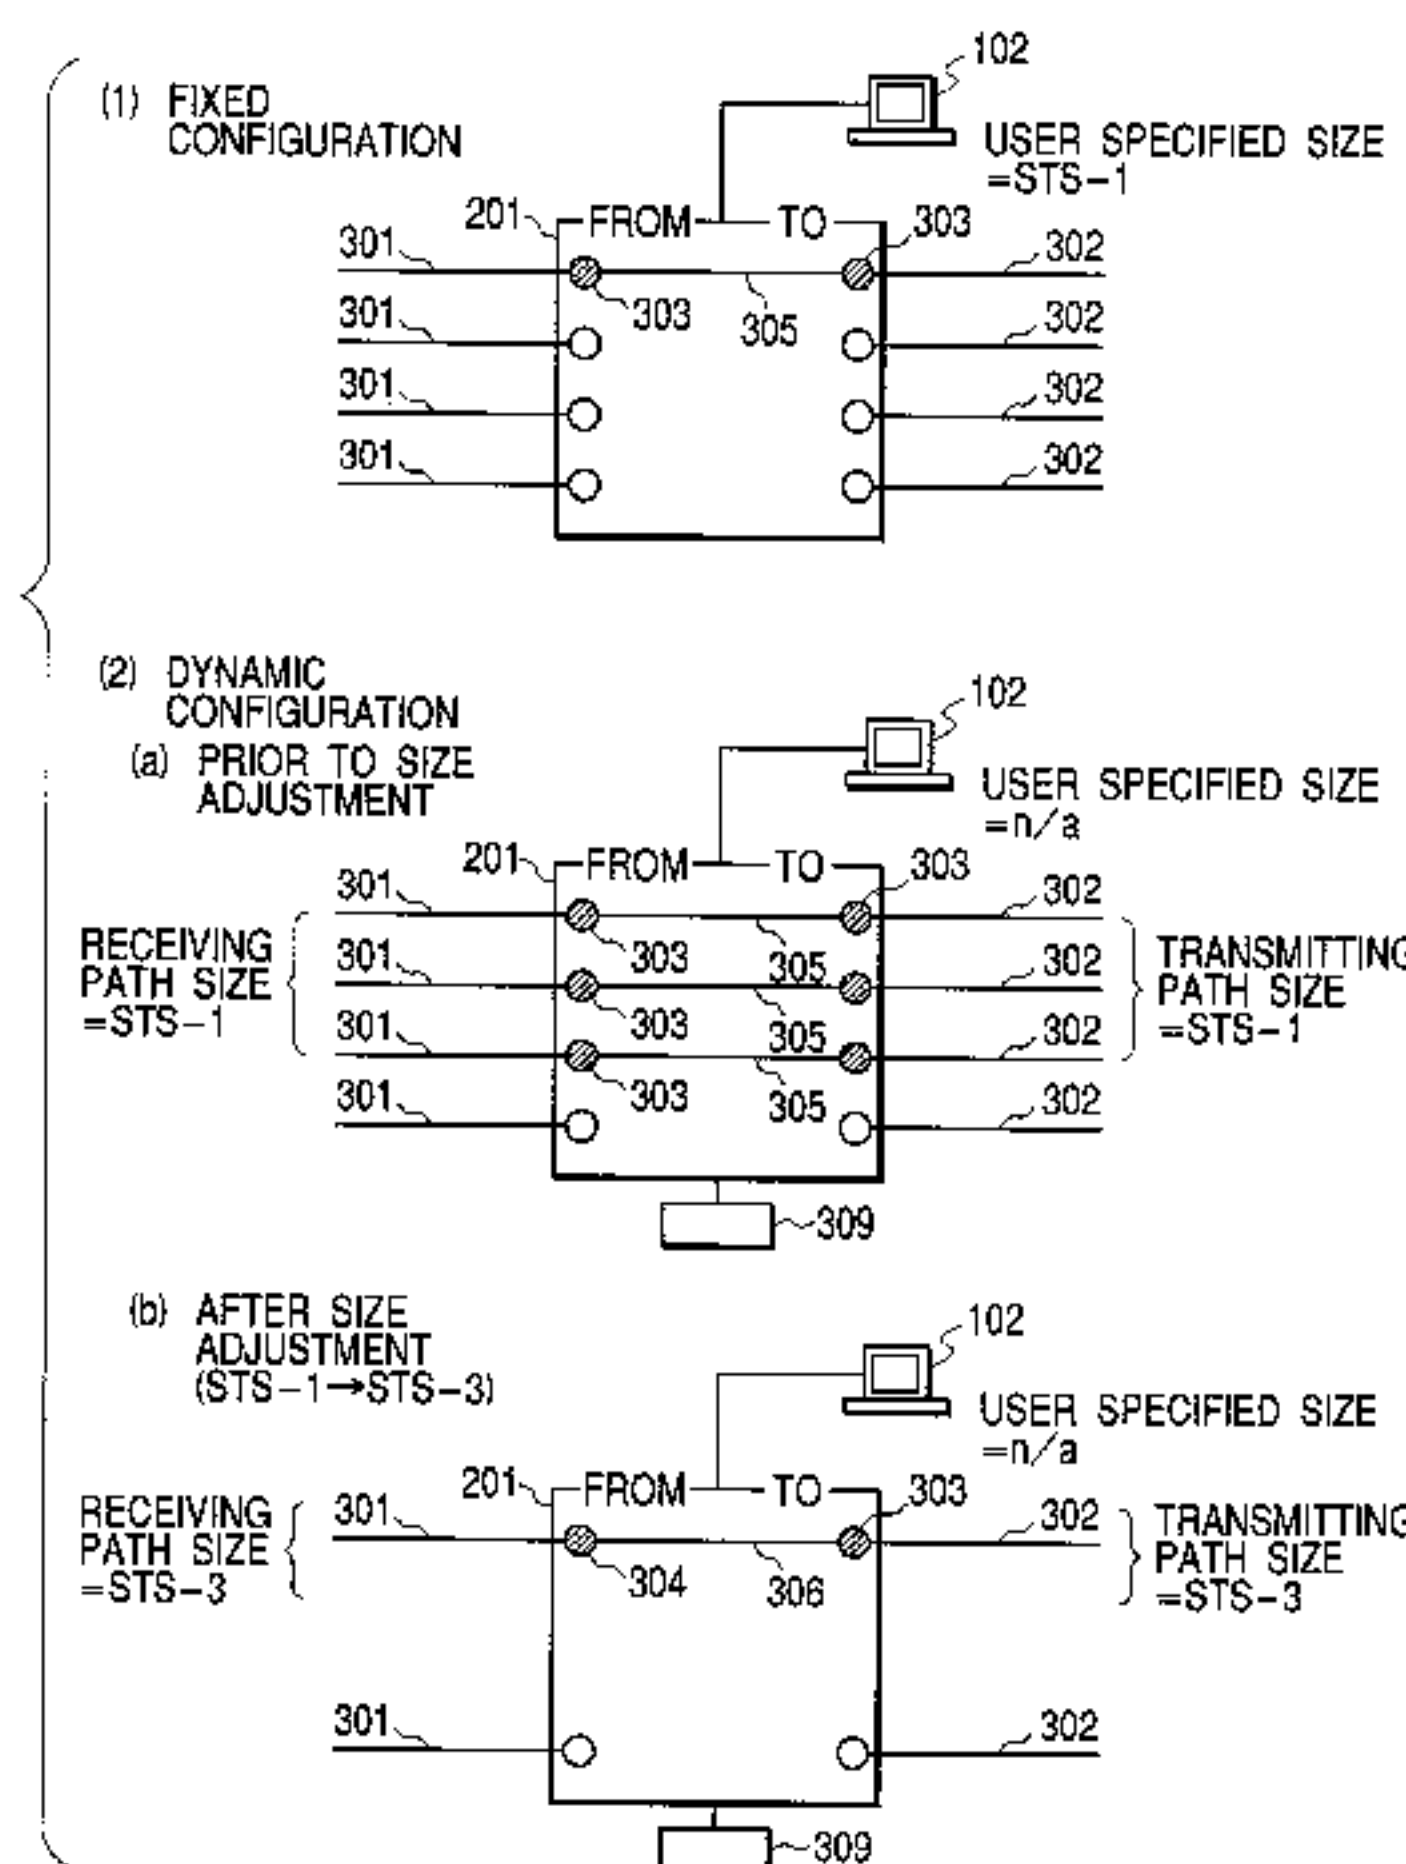 102
(1) FIXED
CONFIGURATION
USER SPECIFIED SIZE
=STS-1
201 FROM TO 303
301 302
303 305
301 302
301 302
301 302
(2) DYNAMIC
CONFIGURATION
102
(a) PRIOR TO SIZE
ADJUSTMENT
USER SPECIFIED SIZE
=n/a
201 FROM TO 303
301 302
RECEIVING
PATH SIZE
=STS-1
TRANSMITTING
PATH SIZE
=STS-1
303 305
301 302
303 305
301 302
303 305
301 302
309
(b) AFTER SIZE
ADJUSTMENT
(STS-1→STS-3)
102
USER SPECIFIED SIZE
=n/a
201 FROM TO 303
RECEIVING
PATH SIZE
=STS-3
301 302
TRANSMITTING
PATH SIZE
=STS-3
304 306
301 302
309